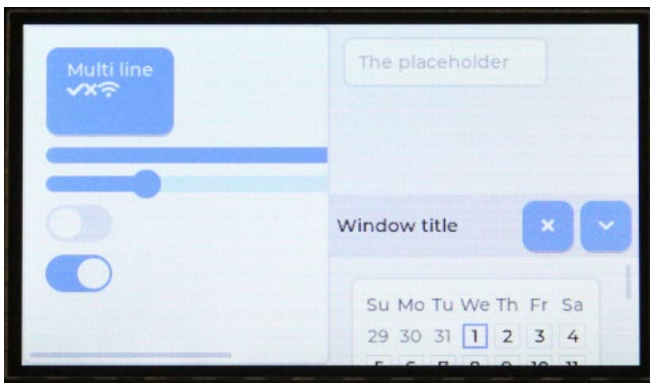 Multi line
The placeholder
Window title
Su Mo Tu We Th Fr Sa
29 30 31 1 2 3 4